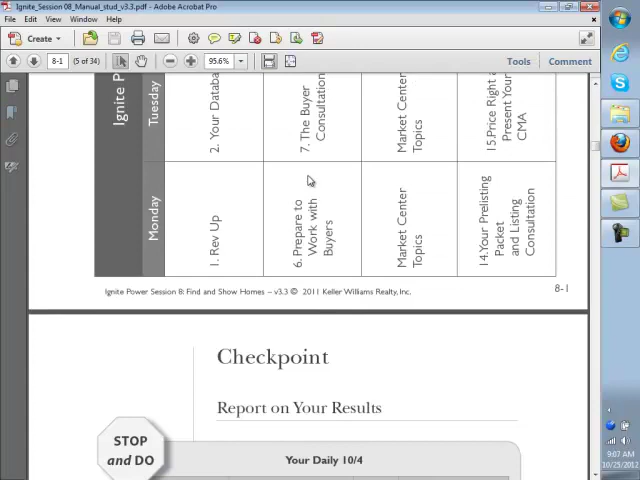 Ignite_Session 08_Manual_stud_v3.3.pdf - Adobe Acrobat Pro
File Edit View Window Help
Create
8-1 (5 of 34) 95.6% Tools Comment
Ignite P
Tuesday
2. Your Databa
7. The Buyer
Consultation
Market Center
Topics
15.Price Right a
Present Your
CMA
Monday
1. Rev Up
6. Prepare to
Work with
Buyers
Market Center
Topics
14.Your Prelisting
Packet
and Listing
Consultation
Ignite Power Session 8: Find and Show Homes – v3.3 © 2011 Keller Williams Realty, Inc. 8-1
Checkpoint
Report on Your Results
STOP
and DO
Your Daily 10/4
9:07 AM
10/25/2012